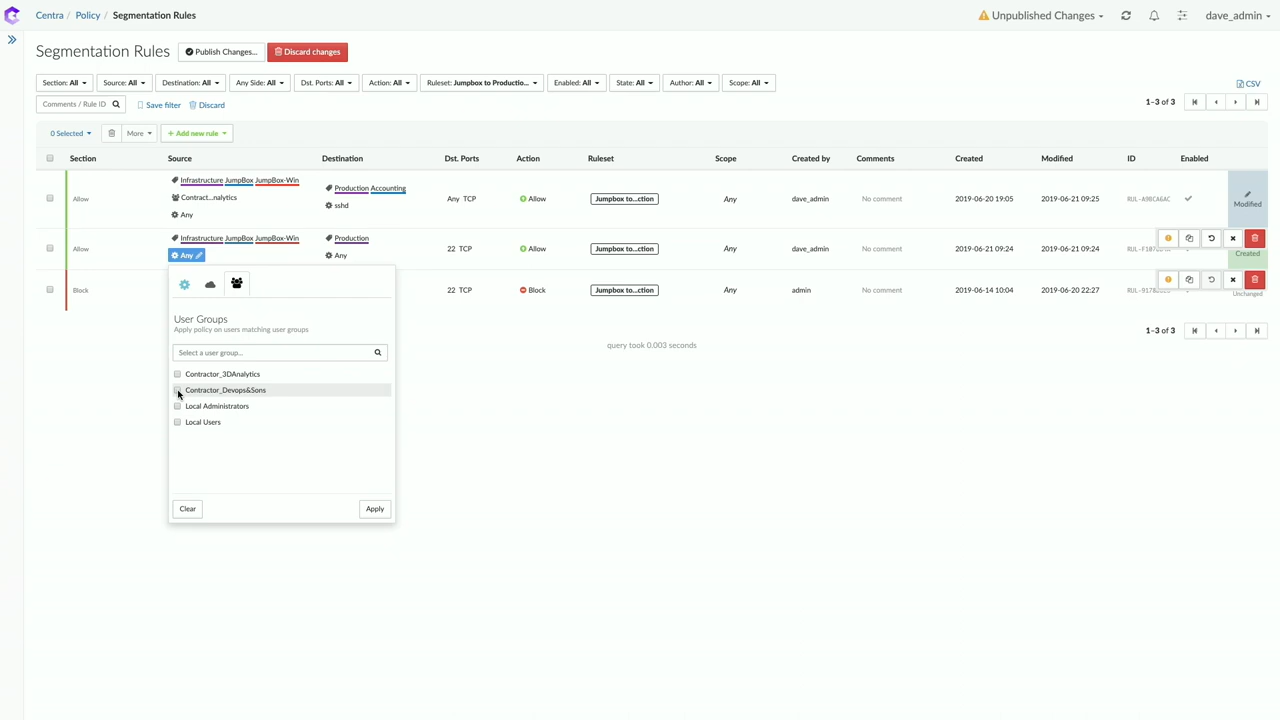 Centra / Policy / Segmentation Rules
Unpublished Changes
dave_admin
Segmentation Rules
Publish Changes...
Discard changes
Section: All
Source: All
Destination: All
Any Side: All
Dst. Ports: All
Action: All
Ruleset: Jumpbox to Productio...
Enabled: All
State: All
Author: All
Scope: All
CSV
Comments / Rule ID
Save filter
Discard
1–3 of 3
0 Selected
More
+ Add new rule
Section Source Destination Dst. Ports Action Ruleset Scope Created by Comments Created Modified ID Enabled
Infrastructure JumpBox JumpBox-Win
Production Accounting
Allow
Contract...nalytics
Any TCP
Allow
Jumpbox to...ction
Any
dave_admin
No comment
2019-06-20 19:05
2019-06-21 09:25
RUL-A9BCA6AC
Modified
sshd
Any
Infrastructure JumpBox JumpBox-Win
Production
Allow
22 TCP
Allow
Jumpbox to...ction
Any
dave_admin
No comment
2019-06-21 09:24
2019-06-21 09:24
Created
Any
Any
Block
22 TCP
Block
Jumpbox to...ction
Any
admin
No comment
2019-06-14 10:04
2019-06-20 22:27
Unchanged
User Groups
Apply policy on users matching user groups
Select a user group...
Contractor_3DAnalytics
Contractor_Devops&Sons
Local Administrators
Local Users
Clear
Apply
1–3 of 3
query took 0.003 seconds